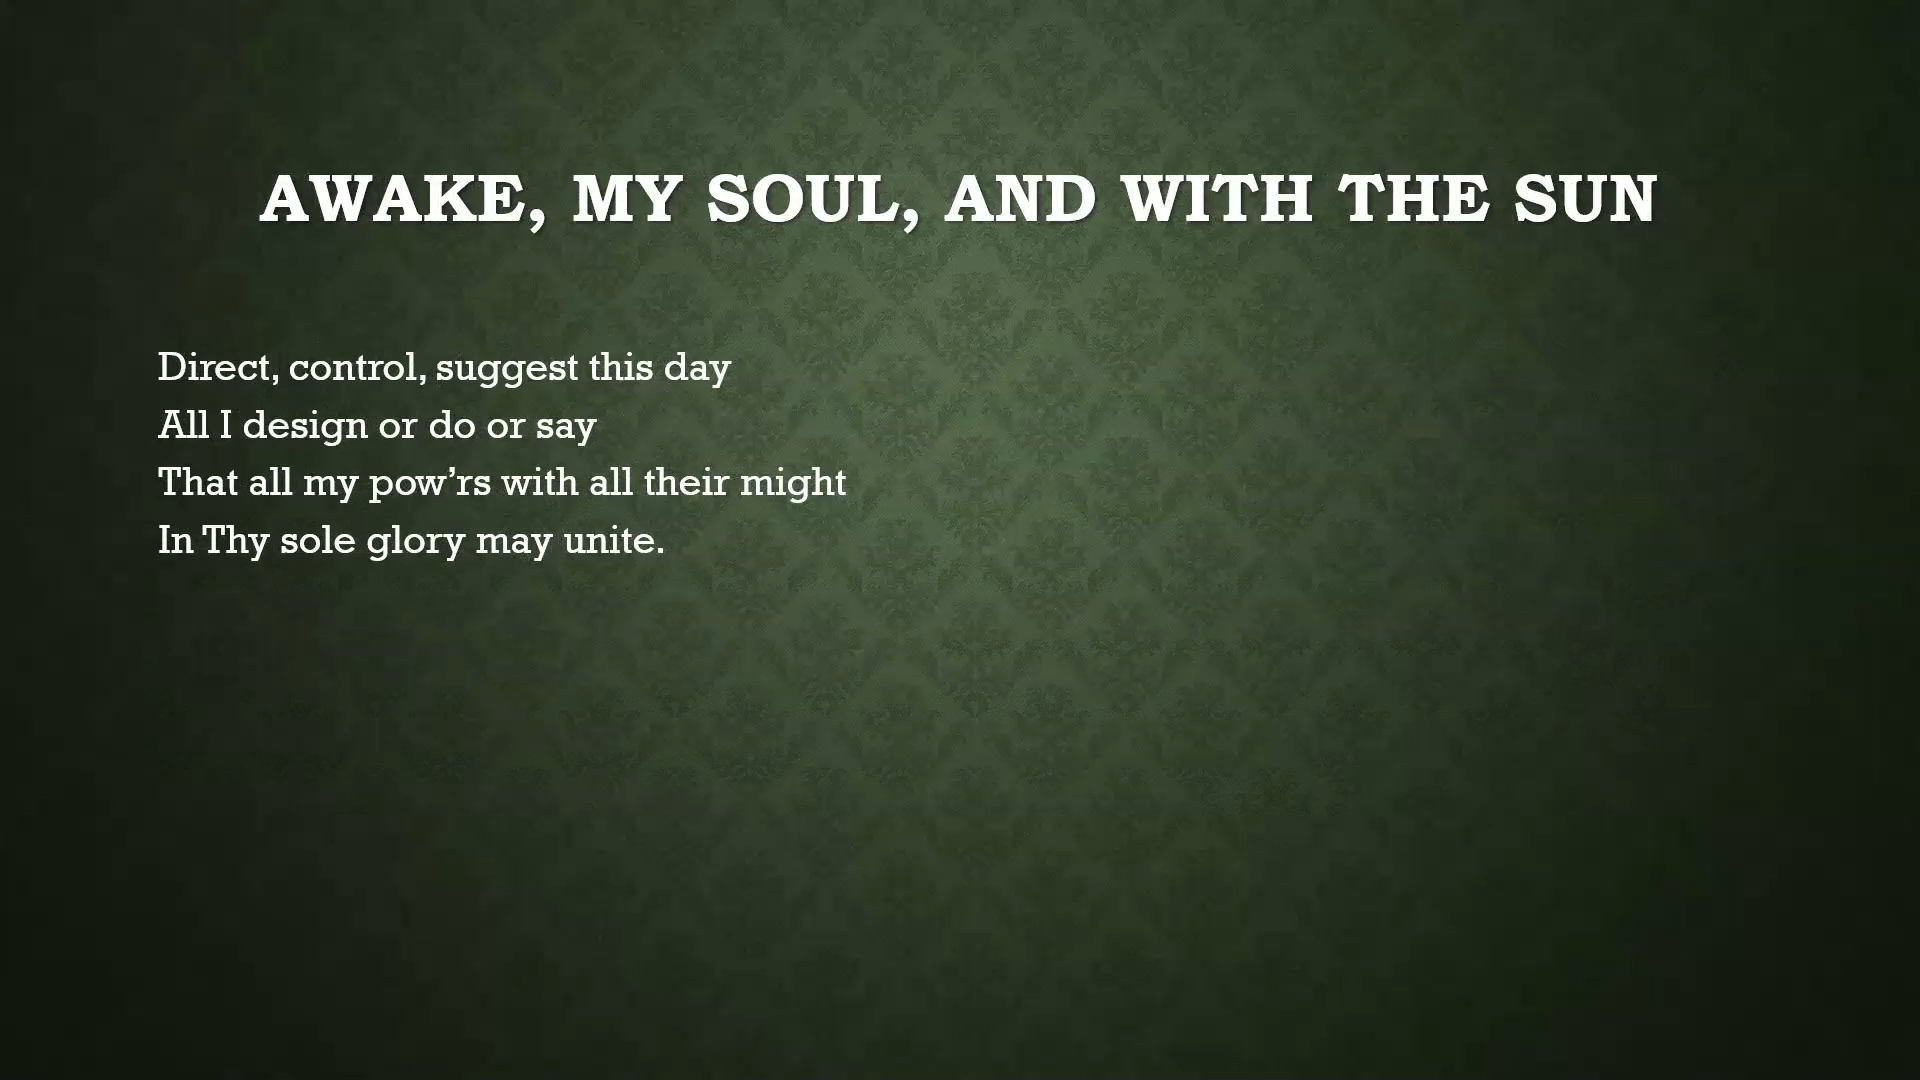 AWAKE, MY SOUL, AND WITH THE SUN
Direct, control, suggest this day
All I design or do or say
That all my pow’rs with all their might
In Thy sole glory may unite.